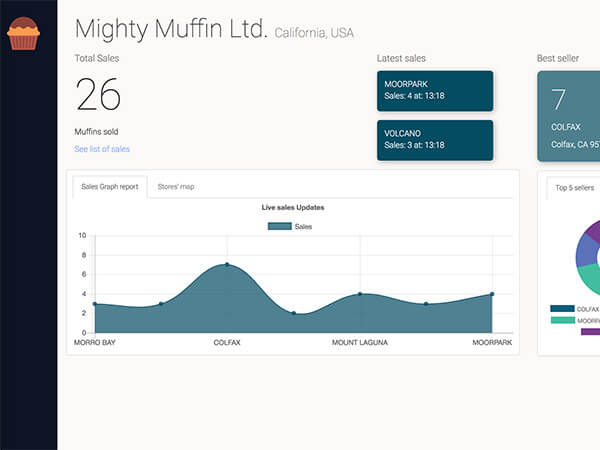 Mighty Muffin Ltd. California, USA
Total Sales
26
Muffins sold
See list of sales
Latest sales
MOORPARK
Sales: 4 at: 13:18
VOLCANO
Sales: 3 at: 13:18
Best seller
7
COLFAX
Colfax, CA 957
Sales Graph report
Stores' map
Live sales Updates
Sales
10
8
6
4
2
0
MORRO BAY
COLFAX
MOUNT LAGUNA
MOORPARK
Top 5 sellers
COLFAX
MOORPA